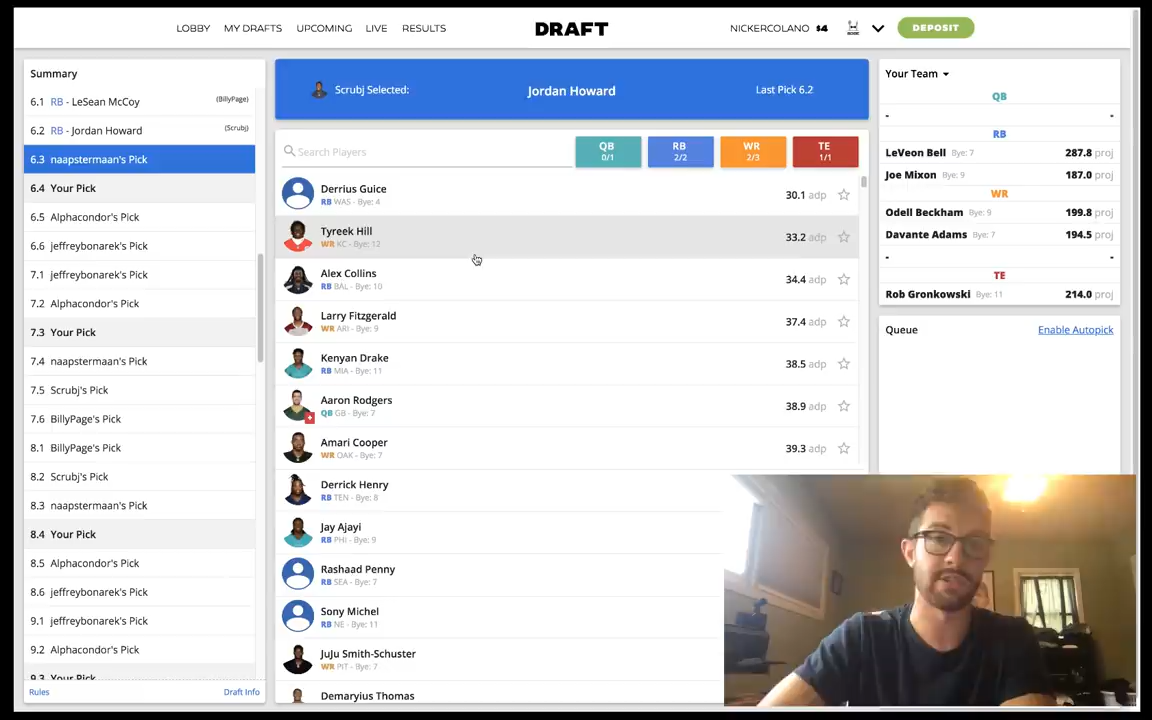 LOBBY MY DRAFTS UPCOMING LIVE RESULTS DRAFT NICKERCOLANO $4 DEPOSIT
Summary
6.1 RB - LeSean McCoy (BillyPage)
6.2 RB - Jordan Howard (Scrubj)
6.3 naapstermaan's Pick
6.4 Your Pick
6.5 Alphacondor's Pick
6.6 jeffreybonarek's Pick
7.1 jeffreybonarek's Pick
7.2 Alphacondor's Pick
7.3 Your Pick
7.4 naapstermaan's Pick
7.5 Scrubj's Pick
7.6 BillyPage's Pick
8.1 BillyPage's Pick
8.2 Scrubj's Pick
8.3 naapstermaan's Pick
8.4 Your Pick
8.5 Alphacondor's Pick
8.6 jeffreybonarek's Pick
9.1 jeffreybonarek's Pick
9.2 Alphacondor's Pick
9.3 Your Pick
Rules Draft Info
Scrubj Selected: Jordan Howard Last Pick 6.2
Search Players
QB RB WR TE
0/1 2/2 2/3 1/1
Derrius Guice
RB WAS - Bye: 4
30.1 adp
Tyreek Hill
WR KC - Bye: 12
33.2 adp
Alex Collins
RB BAL - Bye: 10
34.4 adp
Larry Fitzgerald
WR ARI - Bye: 9
37.4 adp
Kenyan Drake
RB MIA - Bye: 11
38.5 adp
Aaron Rodgers
QB GB - Bye: 7
38.9 adp
Amari Cooper
WR OAK - Bye: 7
39.3 adp
Derrick Henry
RB TEN - Bye: 8
Jay Ajayi
RB PHI - Bye: 9
Rashaad Penny
RB SEA - Bye: 7
Sony Michel
RB NE - Bye: 11
JuJu Smith-Schuster
WR PIT - Bye: 7
Demaryius Thomas
Your Team
QB
- -
RB
LeVeon Bell Bye: 7 287.8 proj
Joe Mixon Bye: 9 187.0 proj
WR
Odell Beckham Bye: 9 199.8 proj
Davante Adams Bye: 7 194.5 proj
- -
TE
Rob Gronkowski Bye: 11 214.0 proj
Queue Enable Autopick